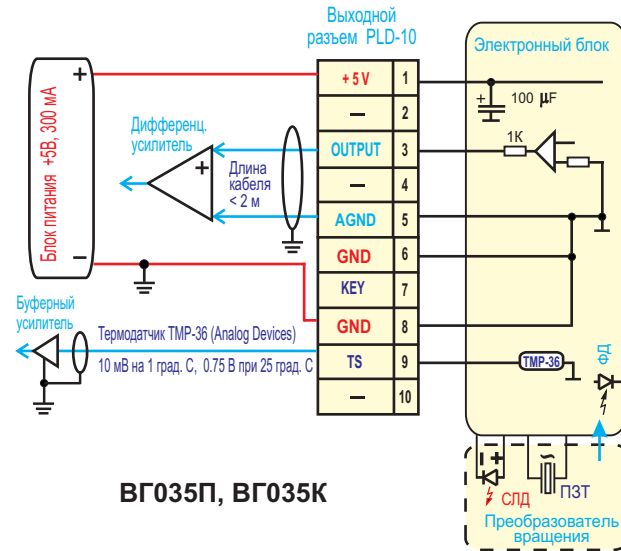 Выходной
разъем PLD-10
Электронный блок
Блок питания +5В, 300 мА
+
−
+ 5 V 1
— 2
OUTPUT 3
— 4
AGND 5
GND 6
KEY 7
GND 8
TS 9
— 10
+ 100 µF
1К
Дифференц.
усилитель
+
Длина
кабеля
< 2 м
Буферный
усилитель
Термодатчик TMP-36 (Analog Devices)
10 мВ на 1 град. С, 0.75 В при 25 град. С
TMP-36
ФД
− +
~
СЛД
ПЗТ
Преобразователь
вращения
ВГ035П, ВГ035К